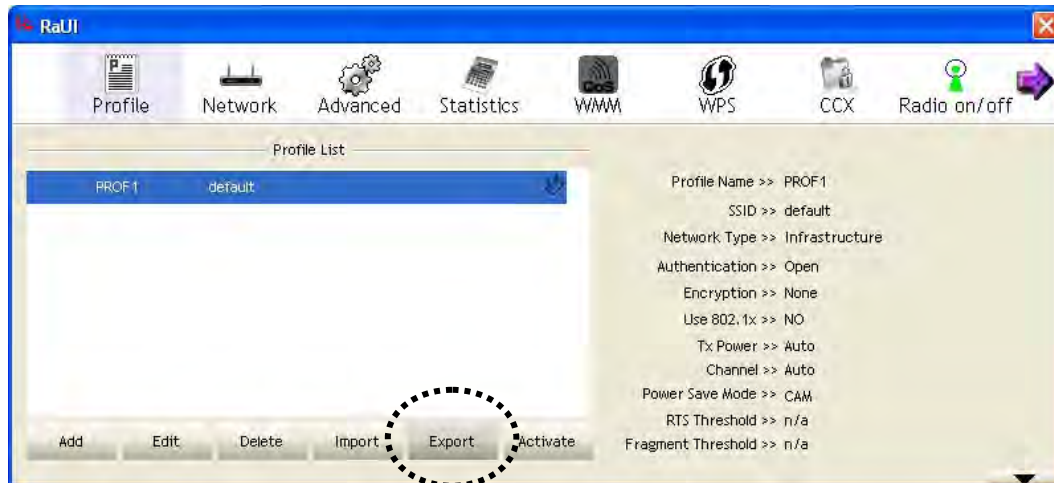 RaUI
Profile Network Advanced Statistics WMM WPS CCX Radio on/off
Profile List
PROF1 default
Profile Name >> PROF1
SSID >> default
Network Type >> Infrastructure
Authentication >> Open
Encryption >> None
Use 802.1x >> NO
Tx Power >> Auto
Channel >> Auto
Power Save Mode >> CAM
RTS Threshold >> n/a
Fragment Threshold >> n/a
Add Edit Delete Import Export Activate